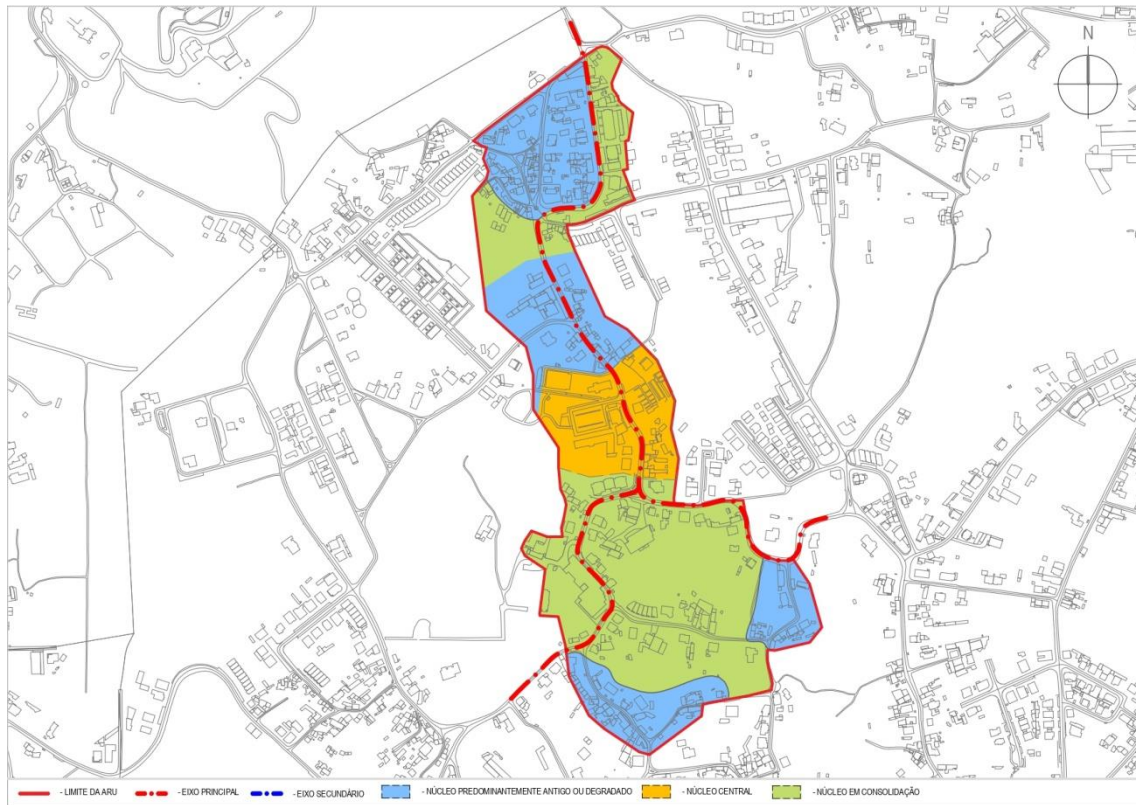 N
- LIMITE DA ARU - EIXO PRINCIPAL - EIXO SECUNDÁRIO - NÚCLEO PREDOMINANTEMENTE ANTIGO OU DEGRADADO - NÚCLEO CENTRAL - NÚCLEO EM CONSOLIDAÇÃO